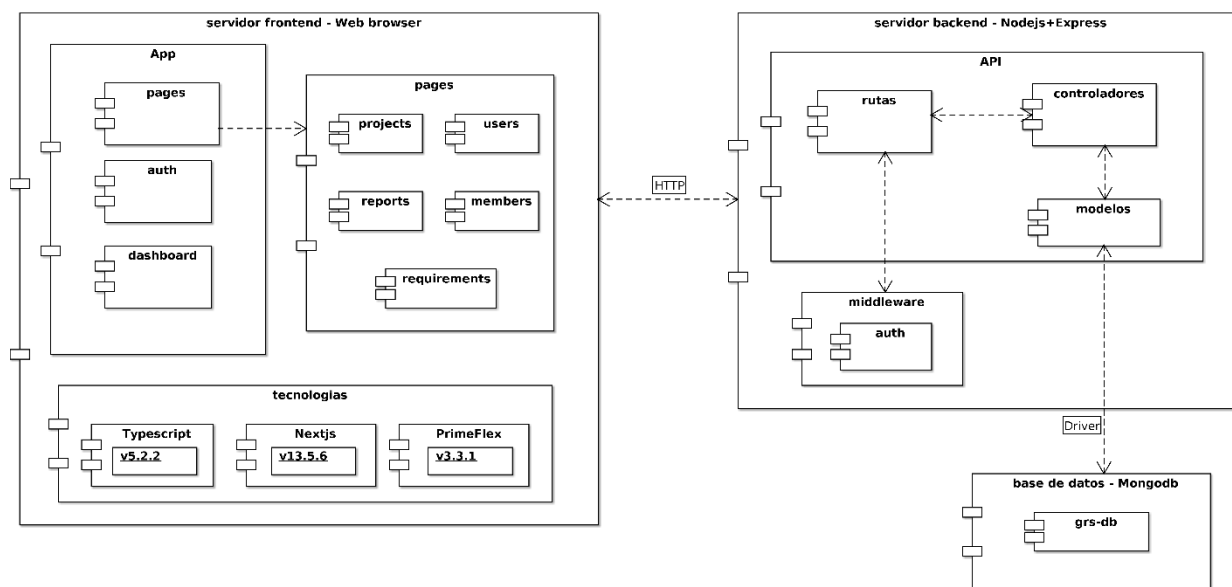 servidor frontend - Web browser
App
pages
auth
dashboard
pages
projects
users
reports
members
requirements
tecnologias
Typescript
v5.2.2
Nextjs
v13.5.6
PrimeFlex
v3.3.1
HTTP
servidor backend - Nodejs+Express
API
rutas
controladores
modelos
middleware
auth
Driver
base de datos - Mongodb
grs-db